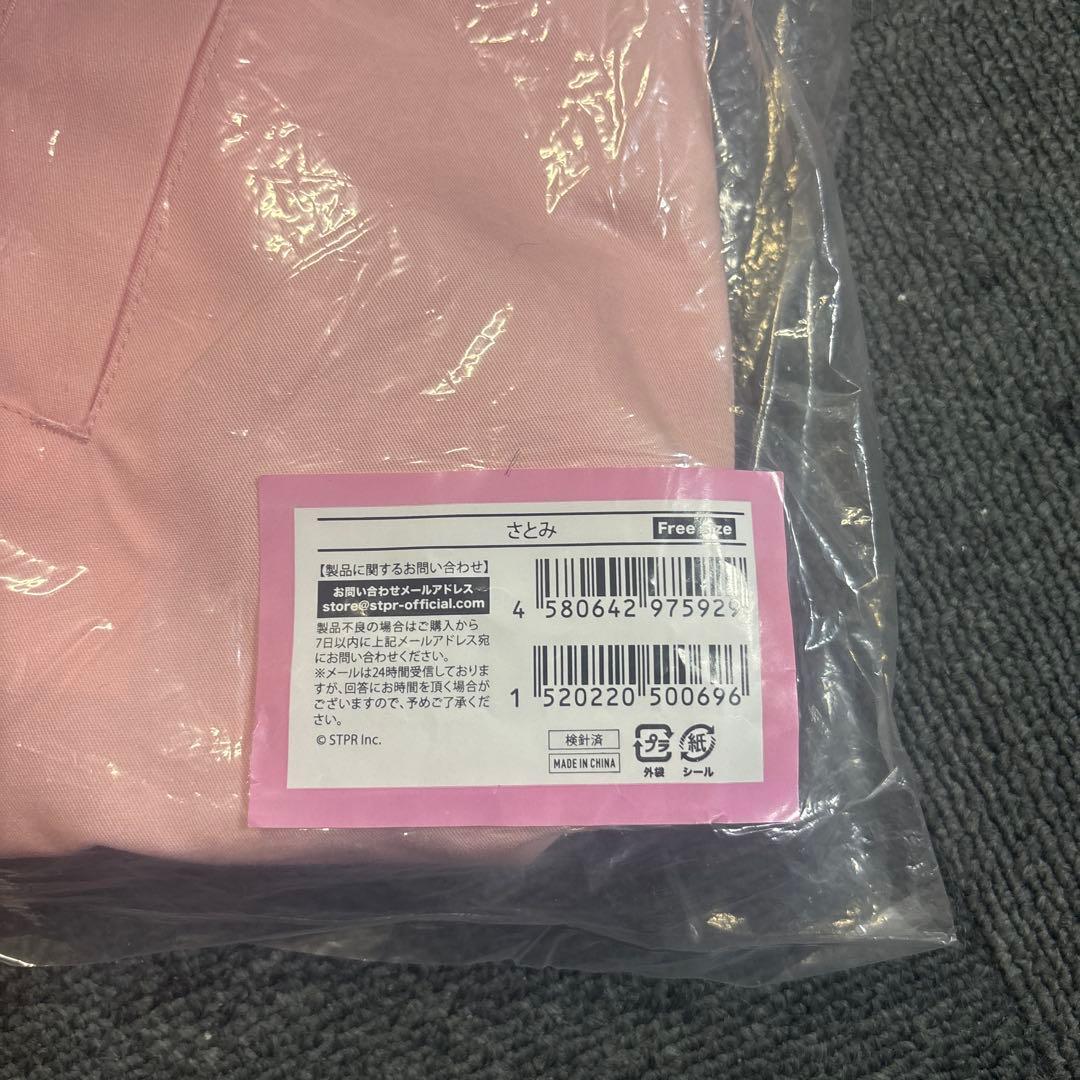 さとみ
Free Size
【製品に関するお問い合わせ】
お問い合わせメールアドレス
store@stpr-official.com
製品不良の場合はご購入から
7日以内に上記メールアドレス宛
にお問い合わせください。
※メールは24時間受信しておりま
すが、回答にお時間を頂く場合が
ございますので、予めご了承くだ
さい。
© STPR Inc.
4 580642 975929
1 520220 500696
検針済
MADE IN CHINA
プラ
外袋
紙
シール